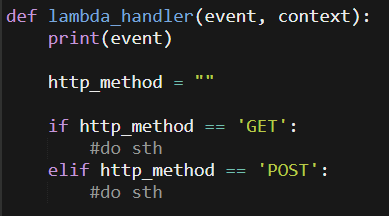 def lambda_handler(event, context):
    print(event)
    http_method = ""
    if http_method == 'GET':
        #do sth
    elif http_method == 'POST':
        #do sth